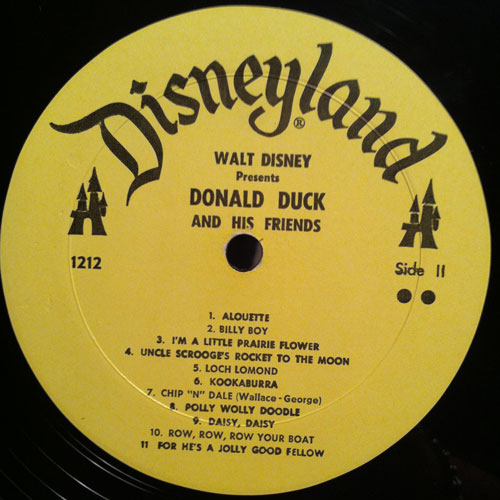 Disneyland ®
WALT DISNEY
Presents
DONALD DUCK
AND HIS FRIENDS
1212
Side II
1. ALOUETTE
2. BILLY BOY
3. I'M A LITTLE PRAIRIE FLOWER
4. UNCLE SCROOGE'S ROCKET TO THE MOON
5. LOCH LOMOND
6. KOOKABURRA
7. CHIP "N" DALE (Wallace - George)
8. POLLY WOLLY DOODLE
9. DAISY, DAISY
10. ROW, ROW, ROW YOUR BOAT
11 FOR HE'S A JOLLY GOOD FELLOW